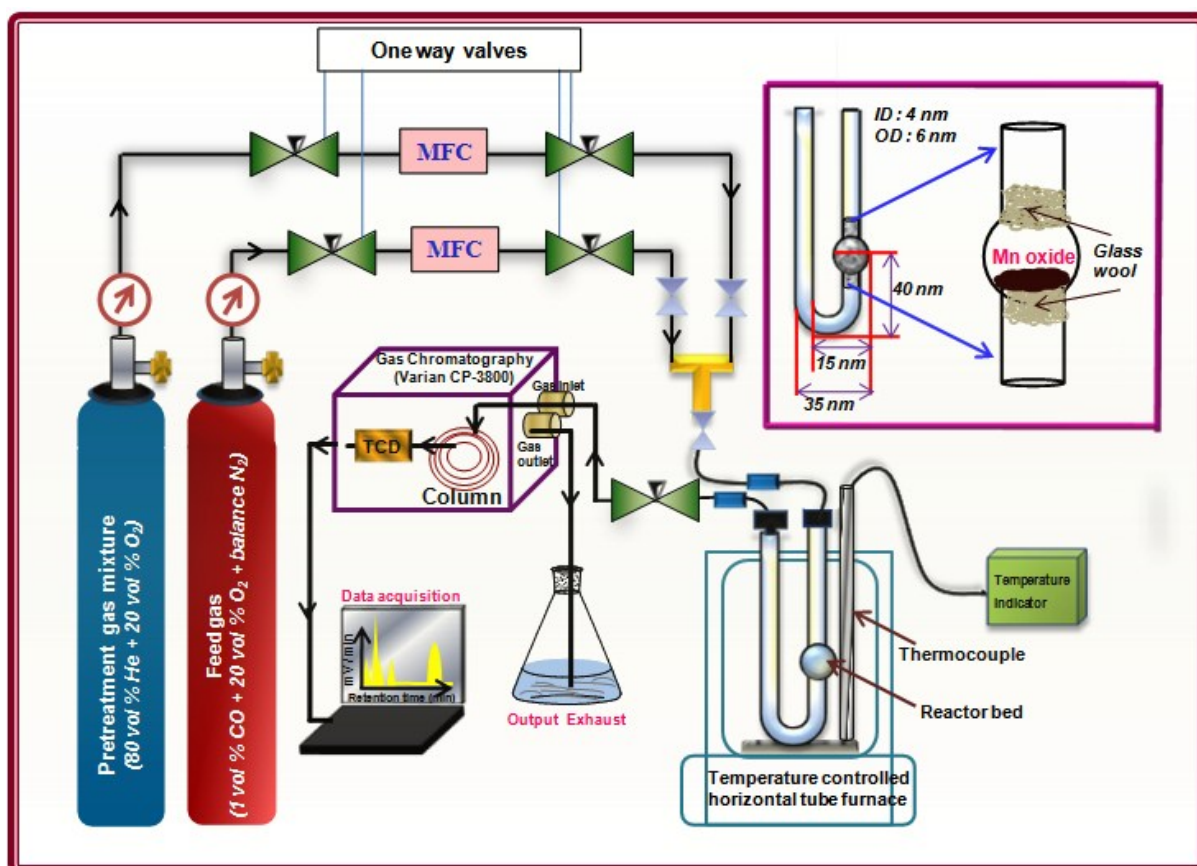 One way valves
MFC
MFC
ID : 4 nm
OD : 6 nm
Mn oxide
Glass
wool
40 nm
15 nm
35 nm
Gas Chromatography
(Varian CP-3800)
Gas inlet
Gas
outlet
TCD
Column
Pretreatment gas mixture
(80 vol % He + 20 vol % O2)
Feed gas
(1 vol % CO + 20 vol % O2 + balance N2)
Data acquisition
mV / min
Retention time (min)
Output Exhaust
Temperature
Indicator
Thermocouple
Reactor bed
Temperature controlled
horizontal tube furnace